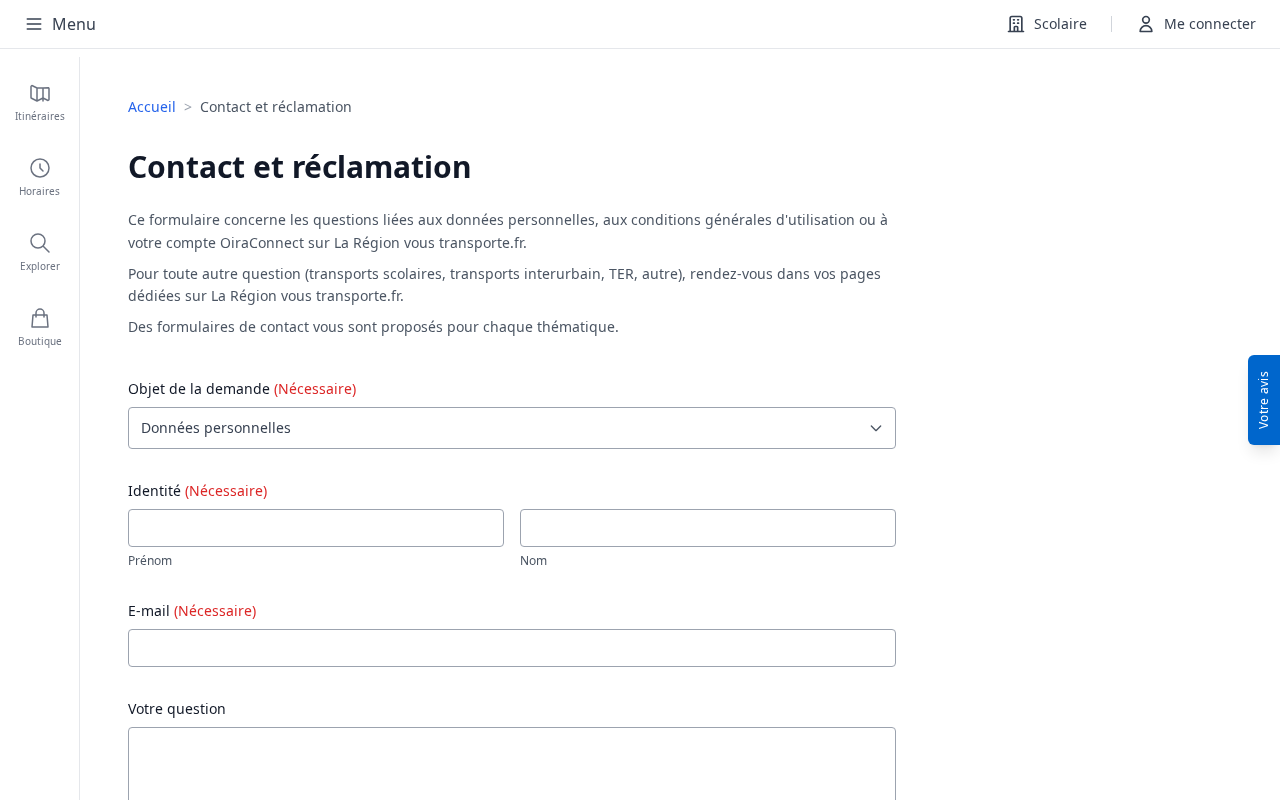 Menu
Scolaire
Me connecter
Itinéraires
Horaires
Explorer
Boutique
Accueil > Contact et réclamation
Contact et réclamation
Ce formulaire concerne les questions liées aux données personnelles, aux conditions générales d'utilisation ou à
votre compte OiraConnect sur La Région vous transporte.fr.
Pour toute autre question (transports scolaires, transports interurbain, TER, autre), rendez-vous dans vos pages
dédiées sur La Région vous transporte.fr.
Des formulaires de contact vous sont proposés pour chaque thématique.
Objet de la demande (Nécessaire)
Données personnelles
Identité (Nécessaire)
Prénom
Nom
E-mail (Nécessaire)
Votre question
Votre avis